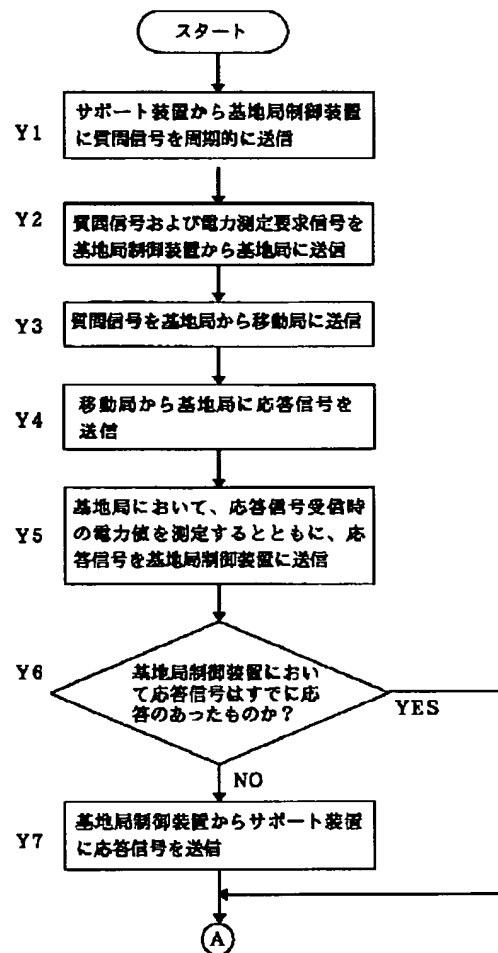 スタート
Y1
サポート装置から基地局制御装置
に質問信号を周期的に送信
Y2
質問信号および電力測定要求信号を
基地局制御装置から基地局に送信
Y3
質問信号を基地局から移動局に送信
Y4
移動局から基地局に応答信号を
送信
Y5
基地局において、応答信号受信時
の電力値を測定するとともに、応
答信号を基地局制御装置に送信
Y6
基地局制御装置におい
て応答信号はすでに応
答のあったものか？
YES
NO
Y7
基地局制御装置からサポート装置
に応答信号を送信
A